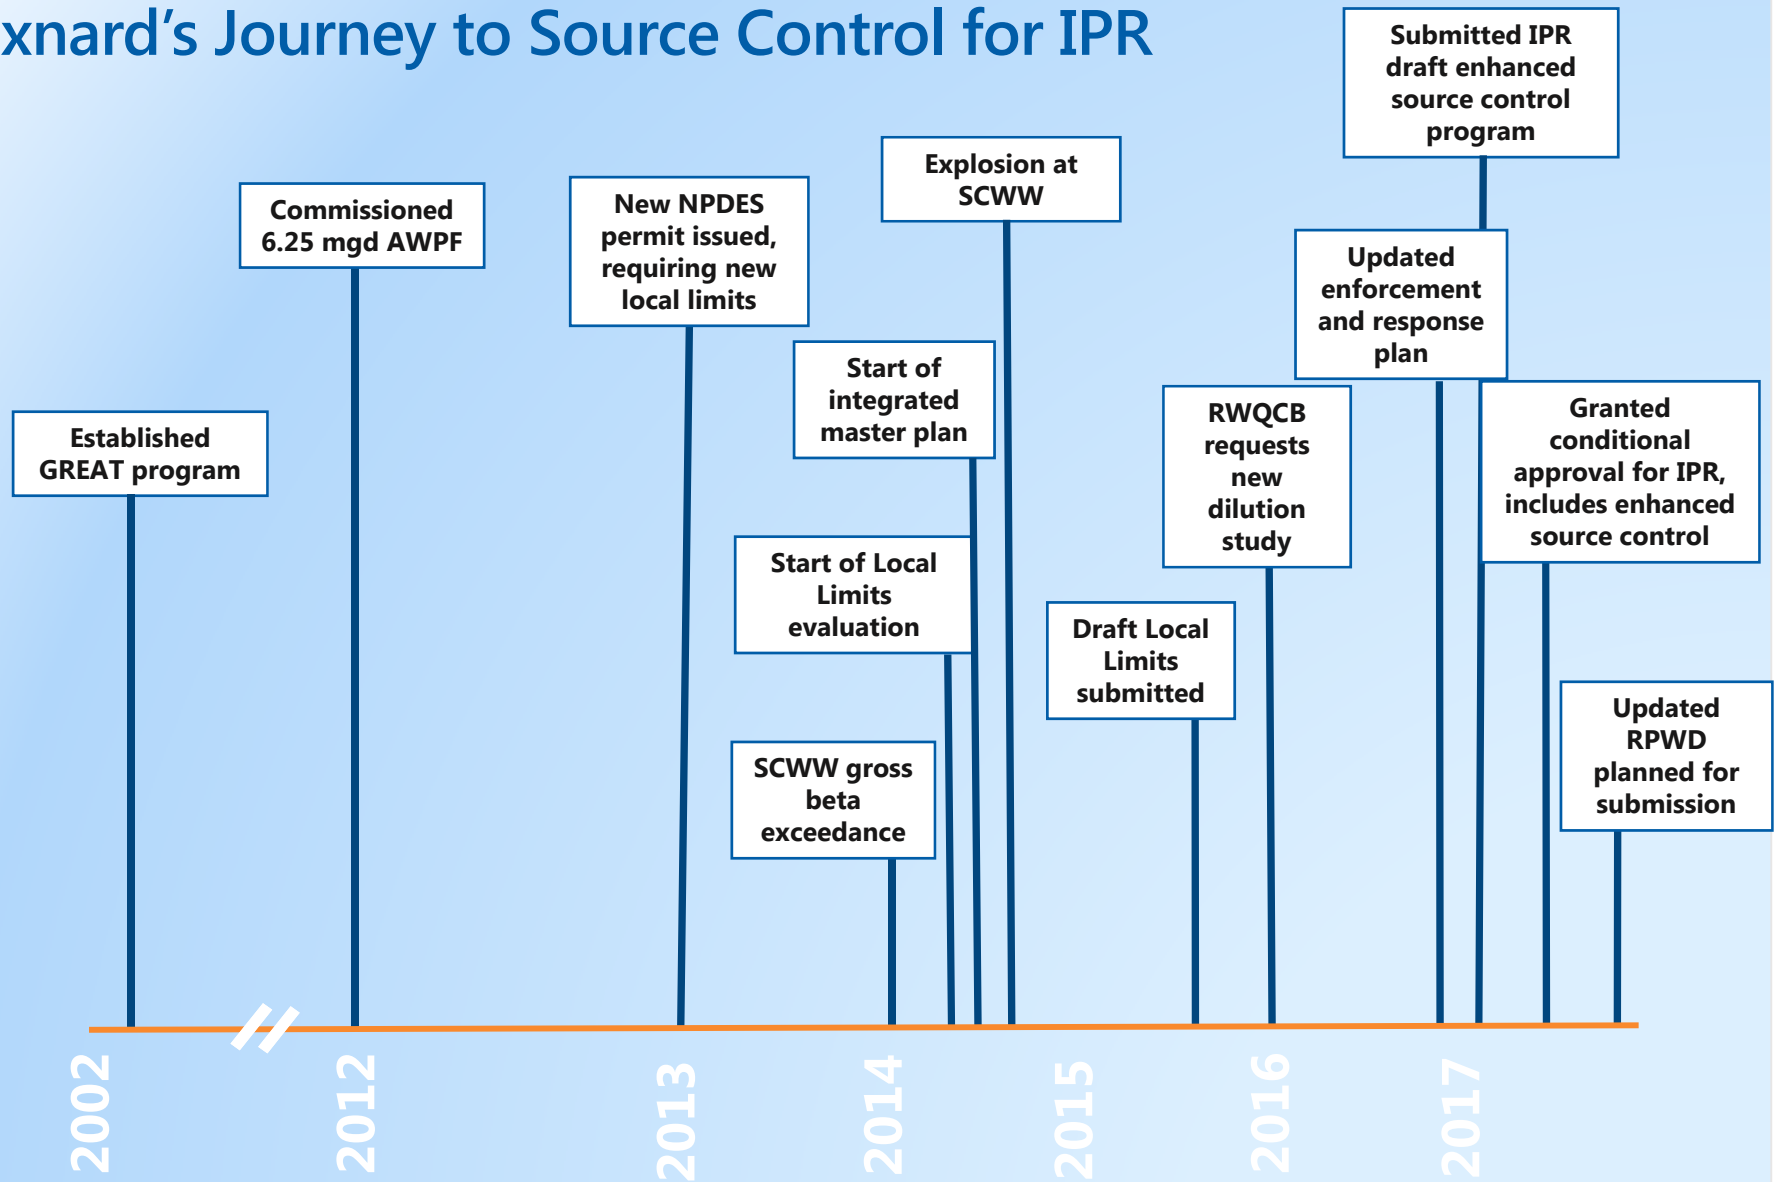 xnard's Journey to Source Control for IPR
Established
GREAT program
Commissioned
6.25 mgd AWPF
New NPDES
permit issued,
requiring new
local limits
SCWW gross
beta
exceedance
Start of Local
Limits
evaluation
Start of
integrated
master plan
Explosion at
SCWW
Draft Local
Limits
submitted
RWQCB
requests
new
dilution
study
Updated
enforcement
and response
plan
Submitted IPR
draft enhanced
source control
program
Granted
conditional
approval for IPR,
includes enhanced
source control
Updated
RPWD
planned for
submission
2002
2012
2013
2014
2015
2016
2017